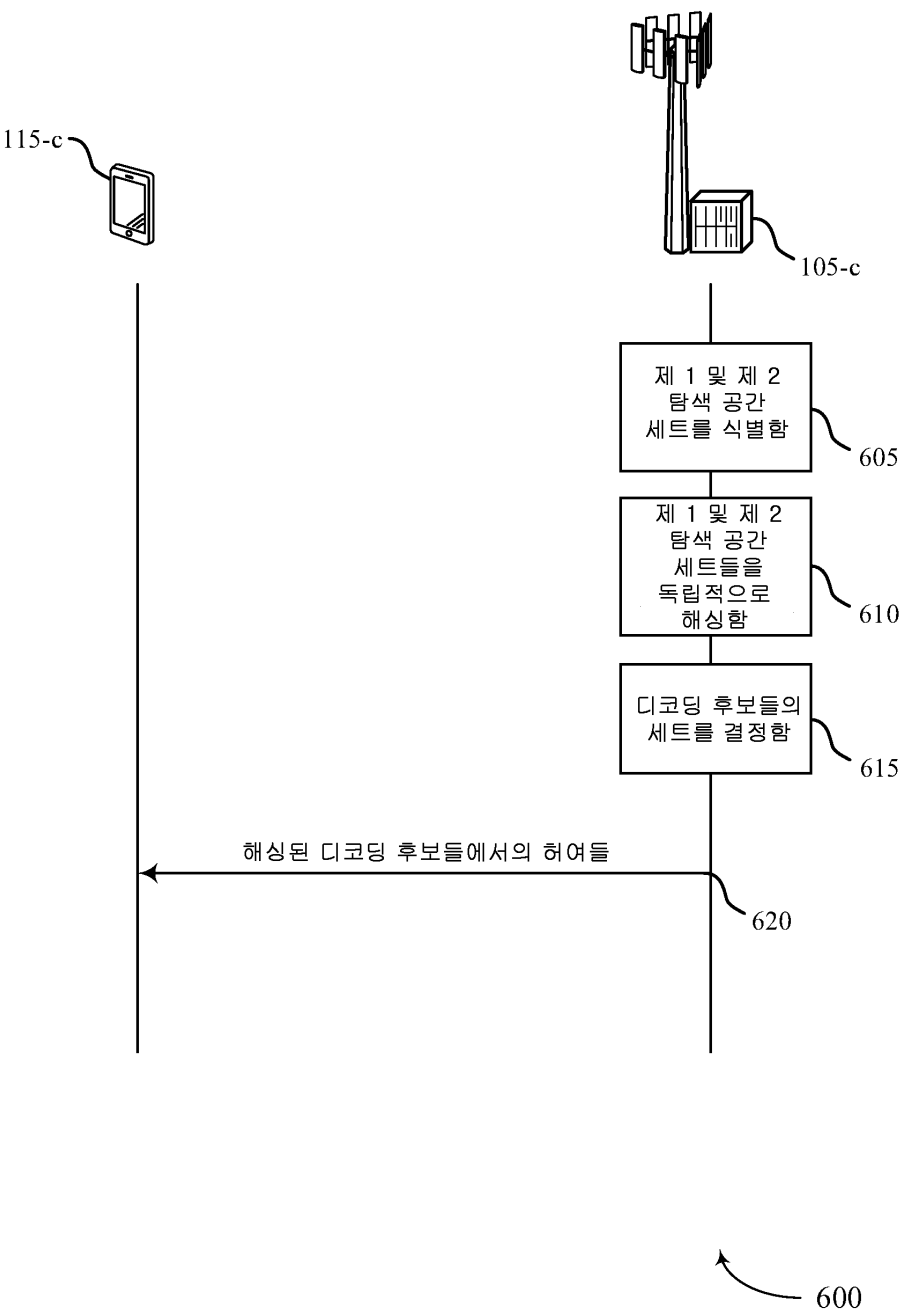 115-c
105-c
제 1 및 제 2
탐색 공간
세트를 식별함
605
제 1 및 제 2
탐색 공간
세트들을
독립적으로
해싱함
610
디코딩 후보들의
세트를 결정함
615
해싱된 디코딩 후보들에서의 허여들
620
600